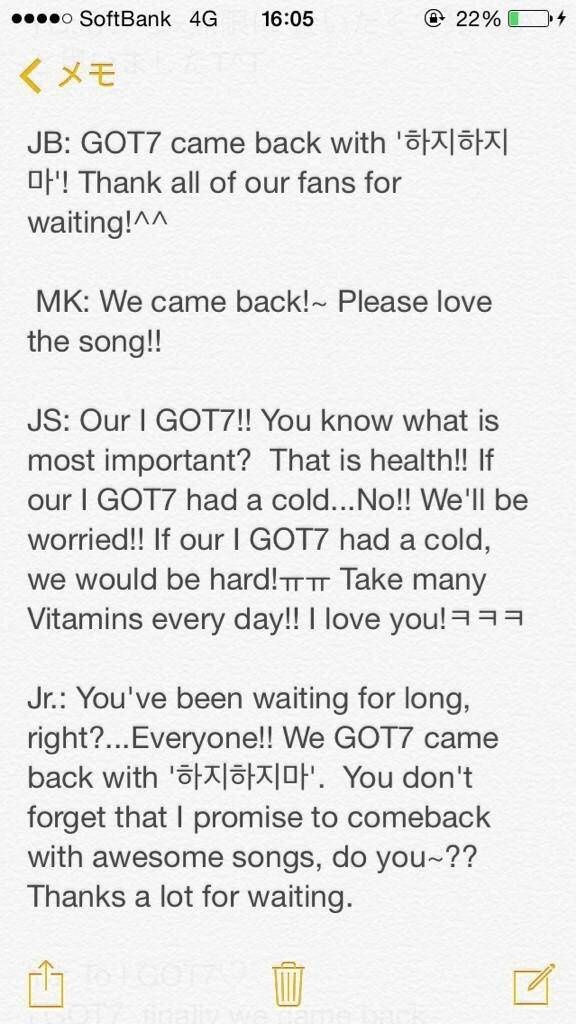 SoftBank 4G 16:05 22%
メモ
JB: GOT7 came back with '하지하지
마'! Thank all of our fans for
waiting!^^
MK: We came back!~ Please love
the song!!
JS: Our I GOT7!! You know what is
most important?  That is health!! If
our I GOT7 had a cold...No!! We'll be
worried!! If our I GOT7 had a cold,
we would be hard!ㅠㅠ Take many
Vitamins every day!! I love you!ㅋㅋㅋ
Jr.: You've been waiting for long,
right?...Everyone!! We GOT7 came
back with '하지하지마'.  You don't
forget that I promise to comeback
with awesome songs, do you~??
Thanks a lot for waiting.
To I GOT7
I GOT7, finally we came back